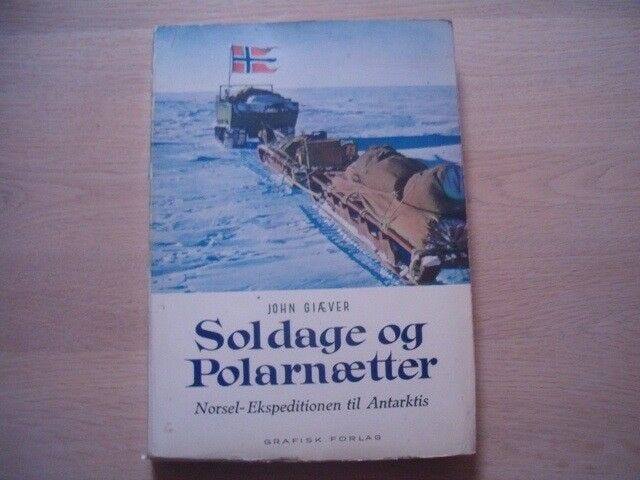 JOHN GIÆVER
Soldage og
Polarnætter
Norsel-Ekspeditionen til Antarktis
GRAFISK FORLAG